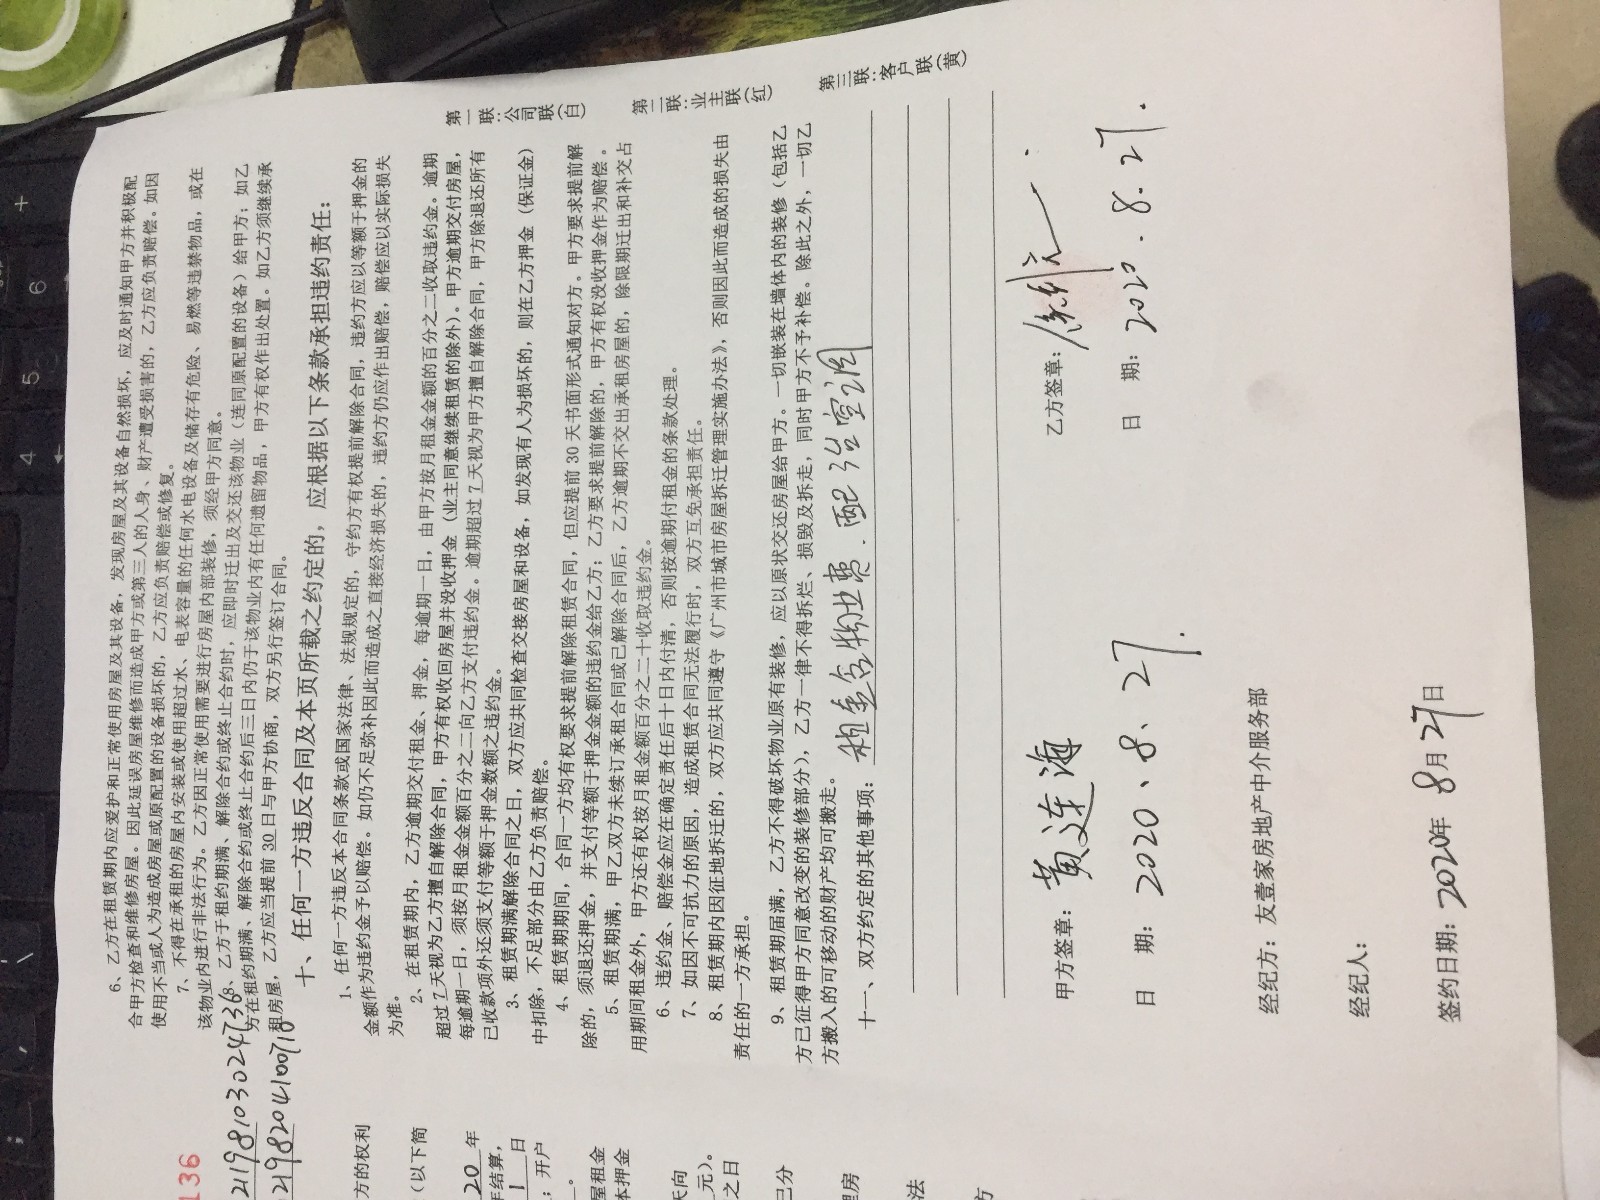 6、乙方在租赁期内应爱护和正常使用房屋及其设备，发现房屋及其设备自然损坏，应及时通知甲方并积极配
合甲方检查和维修房屋。因此延误房屋维修而造成甲方或第三人的人身、财产遭受损害的，乙方应负责赔偿。如因
使用不当或人为造成房屋或原配置的设备损坏的，乙方应负责赔偿或修复。
7、不得在承租的房屋内安装或使用超过水、电表容量的任何水电设备及储存有危险、易燃等违禁物品，或在
该物业内进行非法行为。乙方因正常使用需要进行房屋内部装修，须经甲方同意。
8、乙方于租约期满、解除合约或终止合约时，应即时迁出及交还该物业（连同原配置的设备）给甲方；如乙
方在租约期满、解除合约或终止合约后三日内仍于该物业内有任何遗留物品，甲方有权作出处置。如乙方须继续承
租房屋，乙方应当提前30日与甲方协商，双方另行签订合同。
十、任何一方违反合同及本页所载之约定的，应根据以下条款承担违约责任：
1、任何一方违反本合同条款或国家法律、法规规定的，守约方有权提前解除合同，违约方应以等额于押金的
金额作为违约金予以赔偿。如仍不足弥补因此而造成之直接经济损失的，违约方仍应作出赔偿，赔偿应以实际损失
为准。
2、在租赁期内，乙方逾期交付租金、押金，每逾期一日，由甲方按月租金金额的百分之二收取违约金。逾期
超过7天视为乙方擅自解除合同，甲方有权收回房屋并没收押金（业主同意继续租赁的除外）。甲方逾期交付房屋，
每逾期一日，须按月租金金额百分之二向乙方支付违约金。逾期超过7天视为甲方擅自解除合同，甲方除退还所有
已收款项外还须支付等额于押金数额之违约金。
3、租赁期满解除合同之日，双方应共同检查交接房屋和设备，如发现有人为损坏的，则在乙方押金（保证金）
中扣除，不足部分由乙方负责赔偿。
4、租赁期期间，合同一方均有权要求提前解除租赁合同，但应提前30天书面形式通知对方。甲方要求提前解
除的，须退还押金，并支付等额于押金金额的违约金给乙方；乙方要求提前解除的，甲方有权没收押金作为赔偿。
5、租赁期满，甲乙双方未续订承租合同或已解除合同后，乙方逾期不交出承租房屋的，除限期迁出和补交占
用期间租金外，甲方还有权按月租金额百分之二十收取违约金。
6、违约金、赔偿金应在确定责任后十日内付清，否则按逾期付租金的条款处理。
7、如因不可抗力的原因，造成租赁合同无法履行时，双方互免承担责任。
8、租赁期内因征地拆迁的，双方应共同遵守《广州市城市房屋拆迁管理实施办法》，否则因此而造成的损失由
责任的一方承担。
9、租赁期届满，乙方不得破坏物业原有装修，应以原状交还房屋给甲方。一切嵌装在墙体内的装修（包括乙
方已征得甲方同意改变的装修部分），乙方一律不得拆烂、损毁及拆走，同时甲方不予补偿。除此之外，一切乙
方搬入的可移动的财产均可搬走。
十一、双方约定的其他事项：租金含物业费.配治空调
甲方签章：黄连海
日 期：2020、8、27.
乙方签章：
日 期：2020.8.27.
经纪方：友壹家房地产中介服务部
经纪人：
签约日期：2020年8月27日
第一联：公司联（白）
第二联：业主联（红）
第三联：客户联（黄）
136
方的权利
（以下简
20年
年结算，
1日
；开户
屋租金
本押金
天向
元）。
之日
已分
法
方